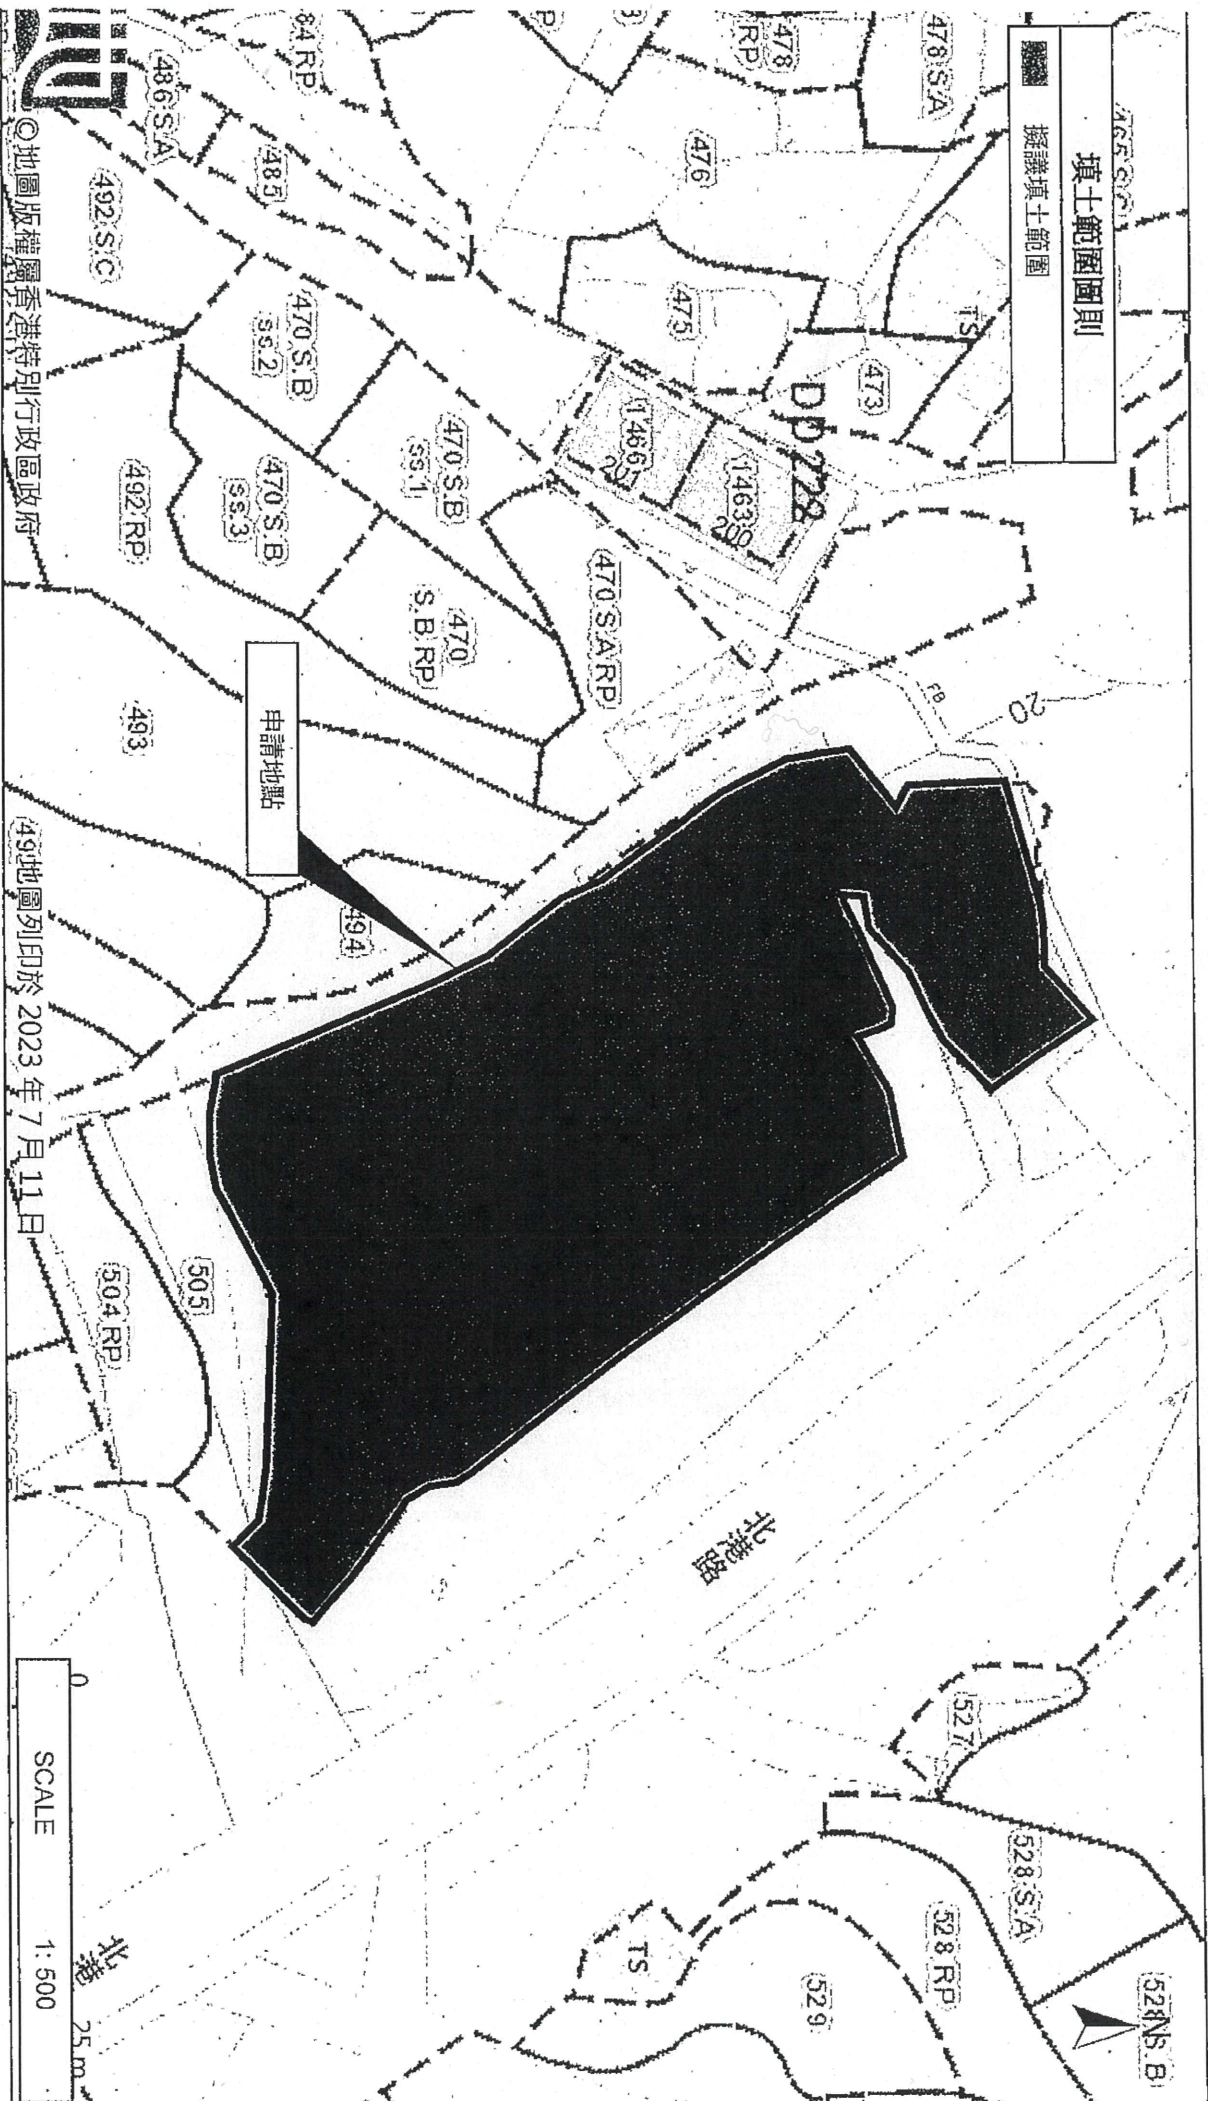 填土範圍圖則
擬議填土範圍
478 S.A
478
RP
476
475
473
TS
DD 222
485
486 S.A
492 S.C
470 S.B
ss.2
470 S.B
ss.1
470 S.B
ss.3
470
S.B RP
470 S.A RP
492 RP
493
494
1466
201
1463
200
FB
20
申請地點
505
504 RP
北港路
527
528 S.A
528 RP
529
TS
N
北港
0
25 m
SCALE 1: 500
©地圖版權屬香港特別行政區政府
地圖列印於 2023 年 7 月 11 日